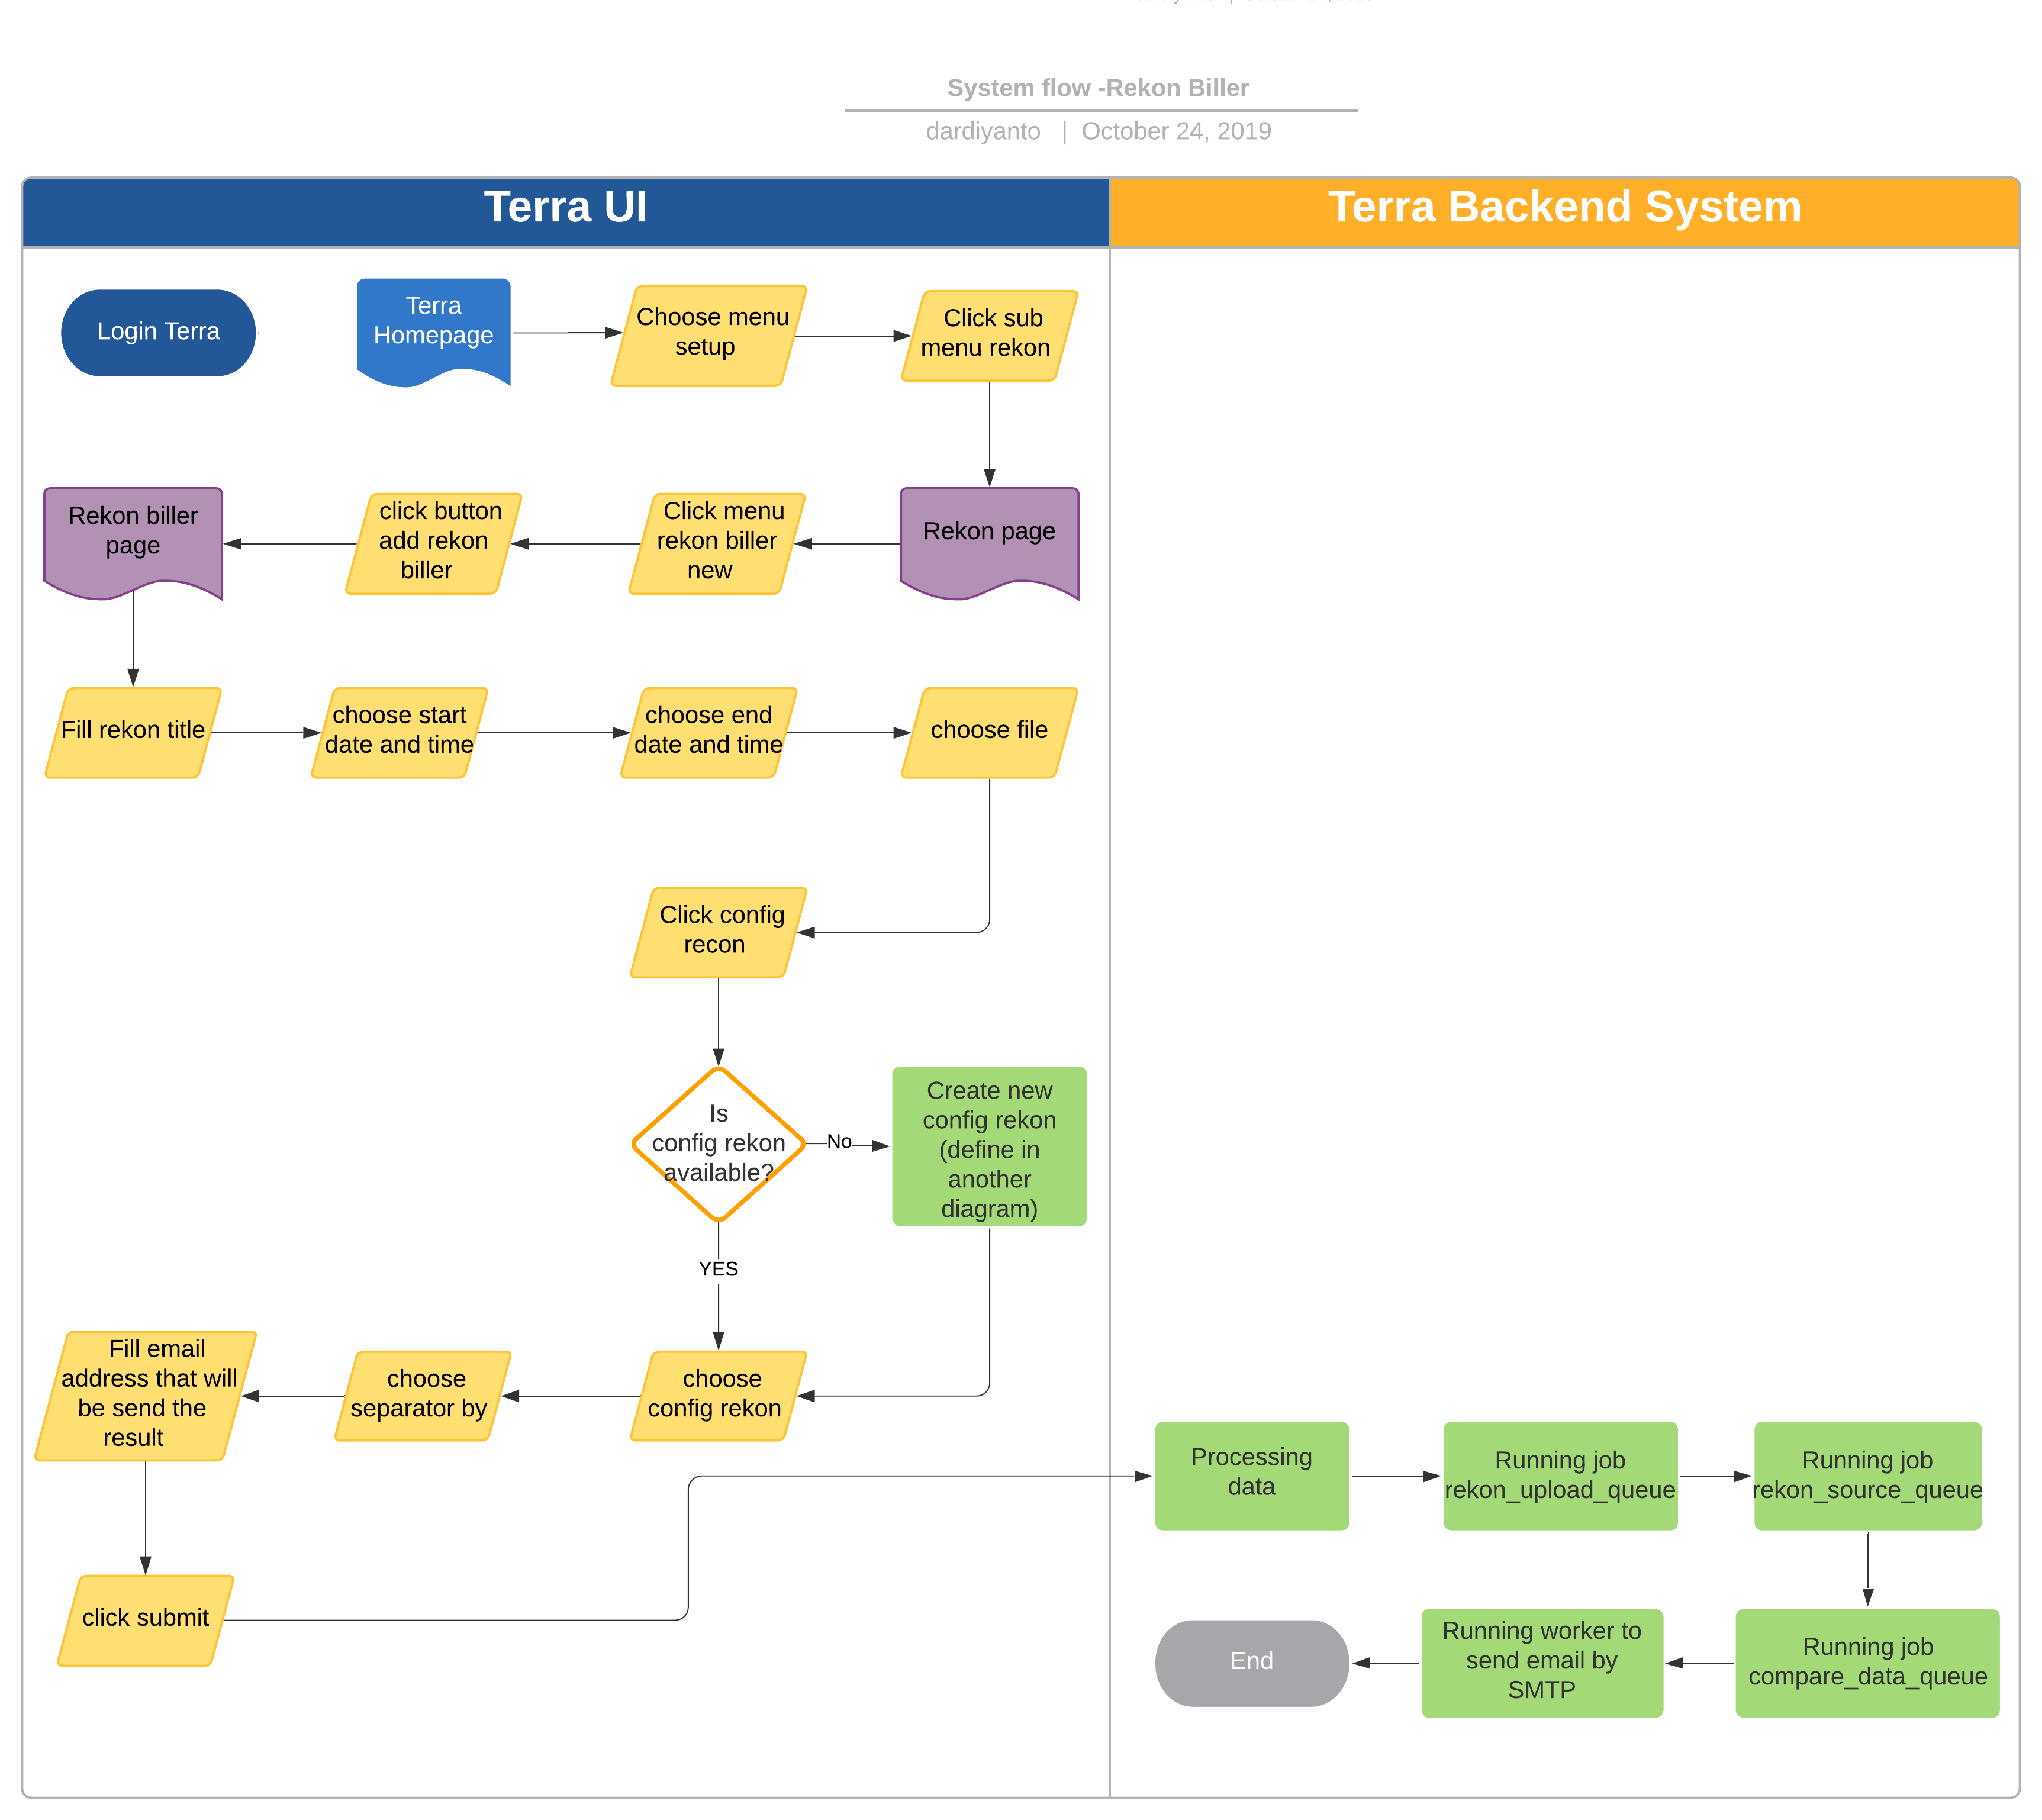 System flow -Rekon Biller
dardiyanto | October 24, 2019
Terra UI
Terra Backend System
Login Terra
Terra
Homepage
Choose menu
setup
Click sub
menu rekon
Rekon biller
page
click button
add rekon
biller
Click menu
rekon biller
new
Rekon page
Fill rekon title
choose start
date and time
choose end
date and time
choose file
Click config
recon
Is
config rekon
available?
No
Create new
config rekon
(define in
another
diagram)
YES
Fill email
address that will
be send the
result
choose
separator by
choose
config rekon
click submit
Processing
data
Running job
rekon_upload_queue
Running job
rekon_source_queue
End
Running worker to
send email by
SMTP
Running job
compare_data_queue